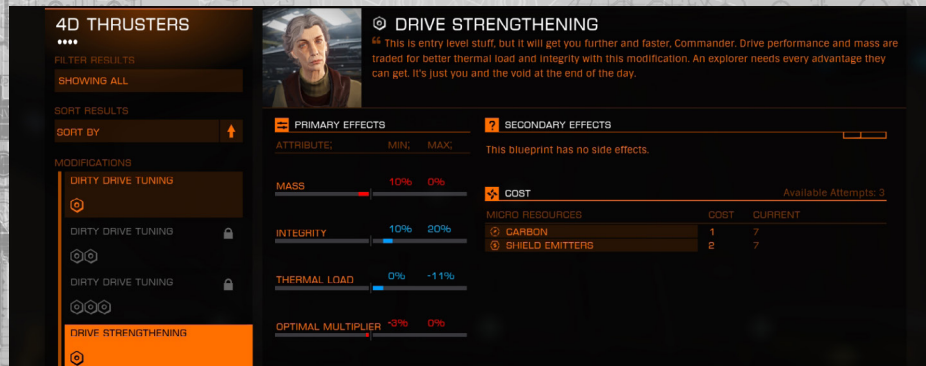 4D THRUSTERS
FILTER RESULTS
SHOWING ALL
SORT RESULTS
SORT BY
MODIFICATIONS
DIRTY DRIVE TUNING
DIRTY DRIVE TUNING
DIRTY DRIVE TUNING
DRIVE STRENGTHENING
DRIVE STRENGTHENING
“ This is entry level stuff, but it will get you further and faster, Commander. Drive performance and mass are
traded for better thermal load and integrity with this modification. An explorer needs every advantage they
can get. It's just you and the void at the end of the day.
PRIMARY EFFECTS
ATTRIBUTE; MIN; MAX;
MASS 10% 0%
INTEGRITY 10% 20%
THERMAL LOAD 0% -11%
OPTIMAL MULTIPLIER -3% 0%
? SECONDARY EFFECTS
This blueprint has no side effects.
COST Available Attempts: 3
MICRO RESOURCES COST CURRENT
CARBON 1 7
SHIELD EMITTERS 2 7